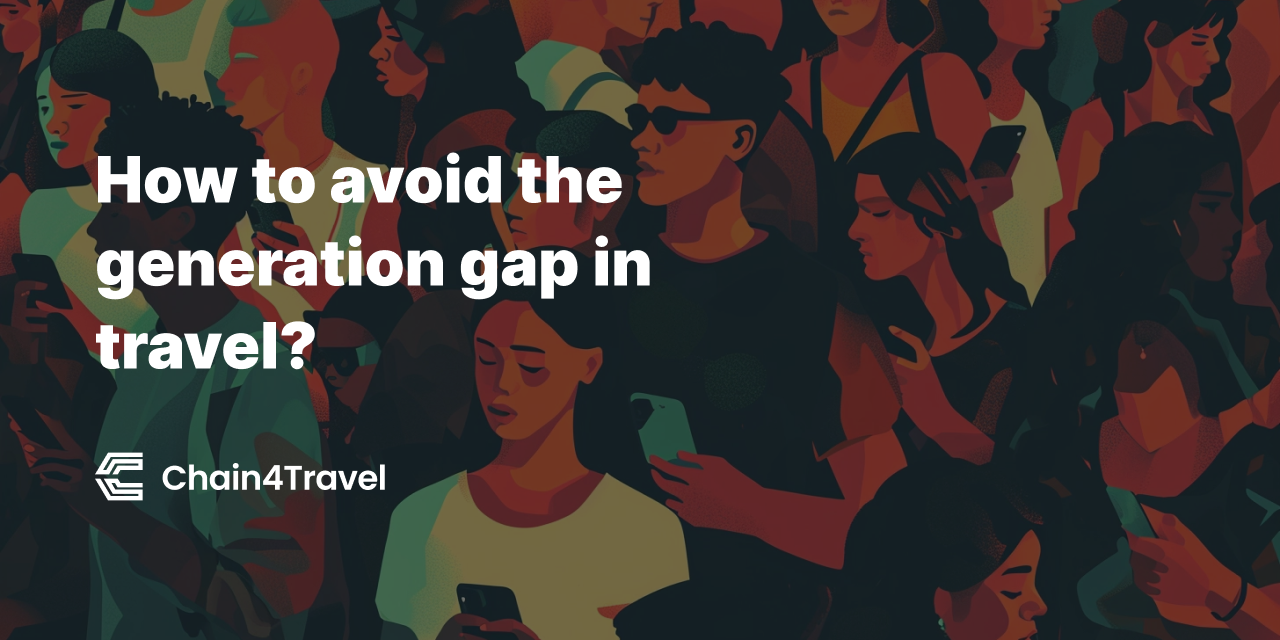 How to avoid the
generation gap in
travel?
Chain4Travel